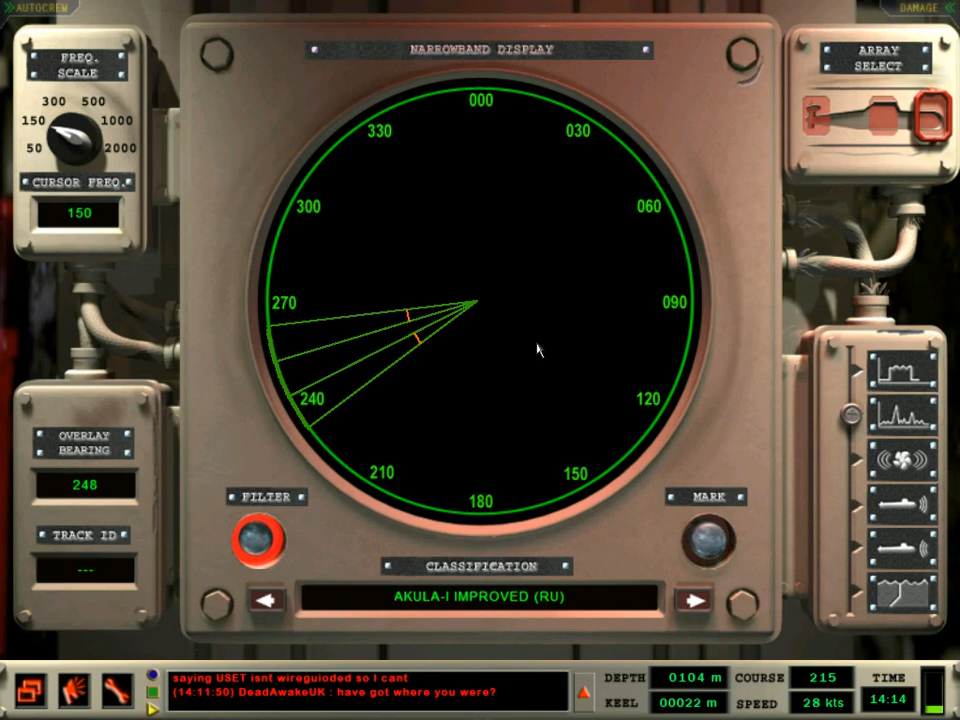 AUTOCREW
DAMAGE
FREQ.
SCALE
300 500
150 1000
50 2000
CURSOR FREQ.
150
NARROWBAND DISPLAY
ARRAY
SELECT
000
330 030
300 060
270 090
240 120
210 150
180
OVERLAY
BEARING
248
TRACK ID
---
FILTER
MARK
CLASSIFICATION
AKULA-I IMPROVED (RU)
saying USET isnt wireguioded so I cant
(14:11:50) DeadAwakeUK : have got where you were?
DEPTH 0104 m COURSE 215 TIME
KEEL 00022 m SPEED 28 kts 14:14